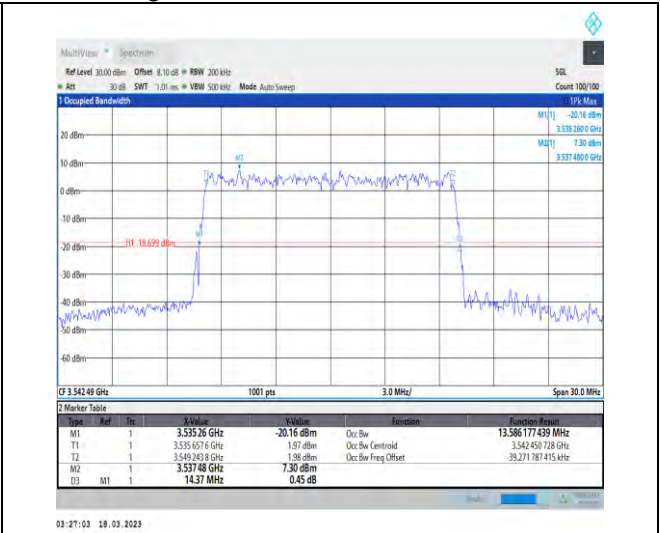 MultiView Spectrum
Ref Level 30.00 dBm Offset 8.10 dB RBW 200 kHz SGL
Att 30 dB SWT 1.01 ms VBW 500 kHz Mode Auto Sweep Count 100/100
1 Occupied Bandwidth 1Pk Max
M1[1] -20.16 dBm
3.535 260 0 GHz
20 dBm
M2[1] 7.30 dBm
3.537 480 0 GHz
10 dBm
M2
T1 T2
0 dBm
-10 dBm
M1
H1 -18.699 dBm
D3
-20 dBm
-30 dBm
-40 dBm
-50 dBm
-60 dBm
CF 3.542 49 GHz 1001 pts 3.0 MHz/ Span 30.0 MHz
2 Marker Table
Type Ref Trc X-Value Y-Value Function Function Result
M1 1 3.535 26 GHz -20.16 dBm Occ Bw 13.586 177 439 MHz
T1 1 3.535 657 6 GHz 1.97 dBm Occ Bw Centroid 3.542 450 728 GHz
T2 1 3.549 243 8 GHz 1.98 dBm Occ Bw Freq Offset -39.271 787 415 kHz
M2 1 3.537 48 GHz 7.30 dBm
D3 M1 1 14.37 MHz 0.45 dB
03:27:03 18.03.2023